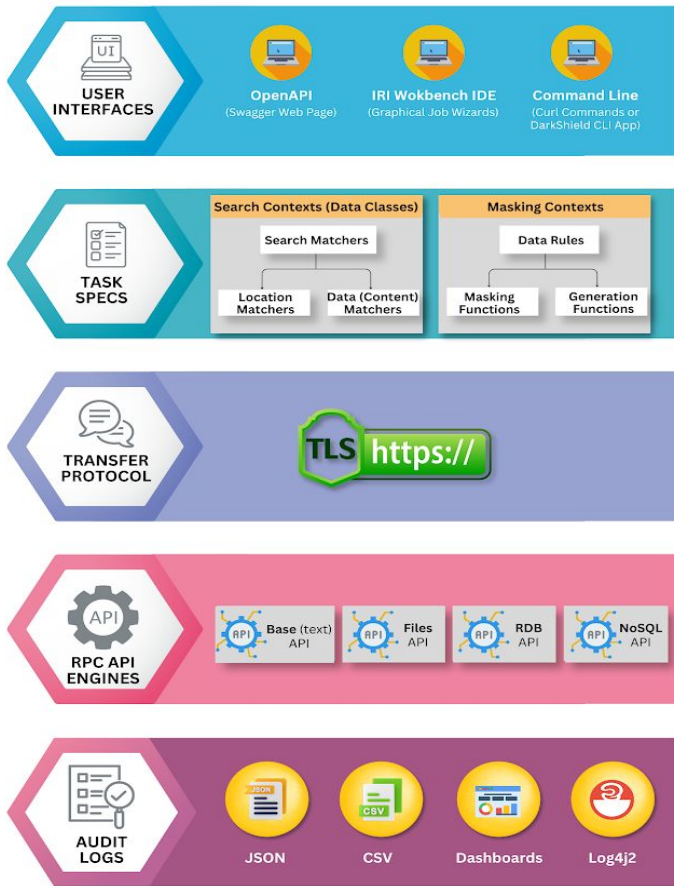 UI
USER
INTERFACES
OpenAPI
(Swagger Web Page)
IRI Wokbench IDE
(Graphical Job Wizards)
Command Line
(Curl Commands or
DarkShield CLI App)
TASK
SPECS
Search Contexts (Data Classes)
Search Matchers
Location
Matchers
Data (Content)
Matchers
Masking Contexts
Data Rules
Masking
Functions
Generation
Functions
TRANSFER
PROTOCOL
TLS https://
API
RPC API
ENGINES
API
Base (text)
API
API
Files
API
API
RDB
API
API
NoSQL
API
AUDIT
LOGS
JSON
JSON
CSV
CSV
Dashboards
Log4j2